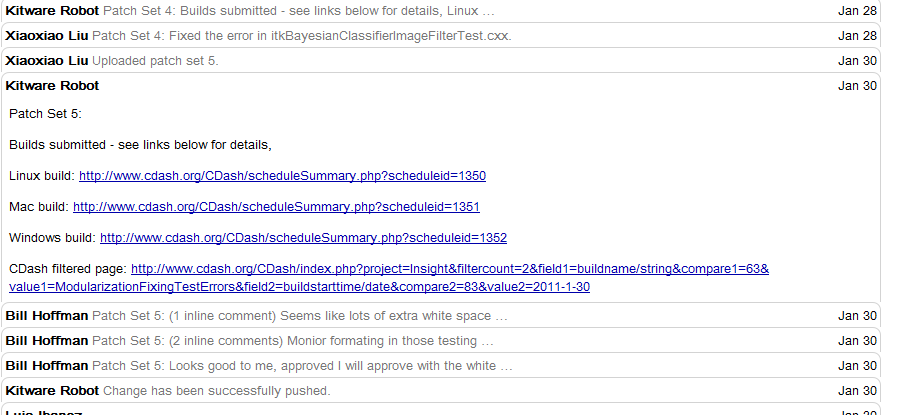 Kitware Robot Patch Set 4: Builds submitted - see links below for details, Linux … Jan 28
Xiaoxiao Liu Patch Set 4: Fixed the error in itkBayesianClassifierImageFilterTest.cxx. Jan 28
Xiaoxiao Liu Uploaded patch set 5. Jan 30
Kitware Robot Jan 30
Patch Set 5:
Builds submitted - see links below for details,
Linux build: http://www.cdash.org/CDash/scheduleSummary.php?scheduleid=1350
Mac build: http://www.cdash.org/CDash/scheduleSummary.php?scheduleid=1351
Windows build: http://www.cdash.org/CDash/scheduleSummary.php?scheduleid=1352
CDash filtered page: http://www.cdash.org/CDash/index.php?project=Insight&filtercount=2&field1=buildname/string&compare1=63&
value1=ModularizationFixingTestErrors&field2=buildstarttime/date&compare2=83&value2=2011-1-30
Bill Hoffman Patch Set 5: (1 inline comment) Seems like lots of extra white space … Jan 30
Bill Hoffman Patch Set 5: (2 inline comments) Monior formating in those testing … Jan 30
Bill Hoffman Patch Set 5: Looks good to me, approved I will approve with the white … Jan 30
Kitware Robot Change has been successfully pushed. Jan 30